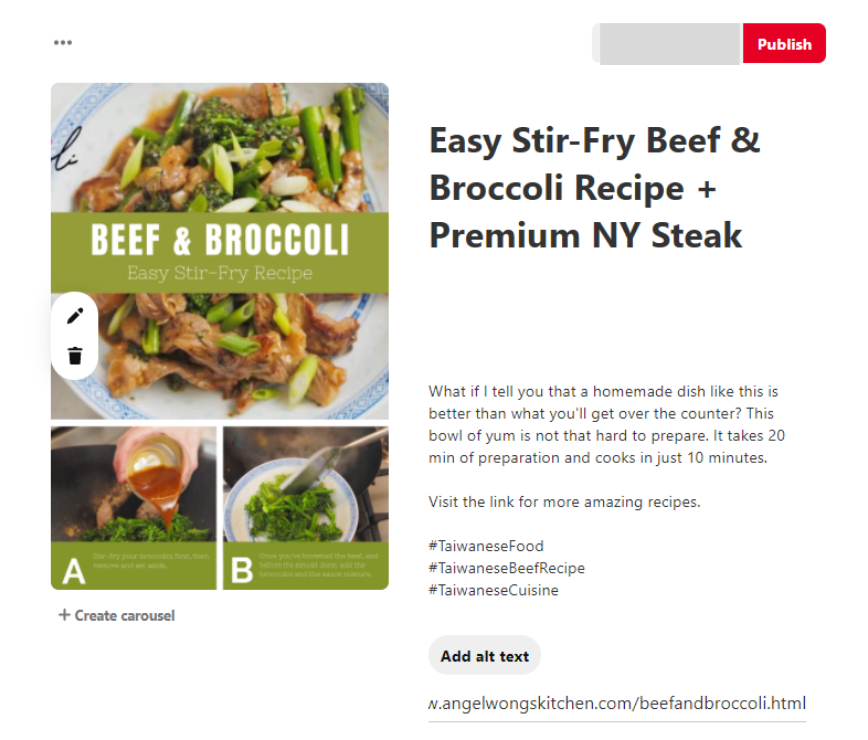 Publish
Easy Stir-Fry Beef &
Broccoli Recipe +
Premium NY Steak
li
BEEF & BROCCOLI
Easy Stir-Fry Recipe
A
Stir-fry your broccolis first, then
remove and set aside.
B
Once you've browned the beef, and
before it's almost done, add the
broccolis and the sauce mixture.
+ Create carousel
What if I tell you that a homemade dish like this is
better than what you'll get over the counter? This
bowl of yum is not that hard to prepare. It takes 20
min of preparation and cooks in just 10 minutes.
Visit the link for more amazing recipes.
#TaiwaneseFood
#TaiwaneseBeefRecipe
#TaiwaneseCuisine
Add alt text
w.angelwongskitchen.com/beefandbroccoli.html